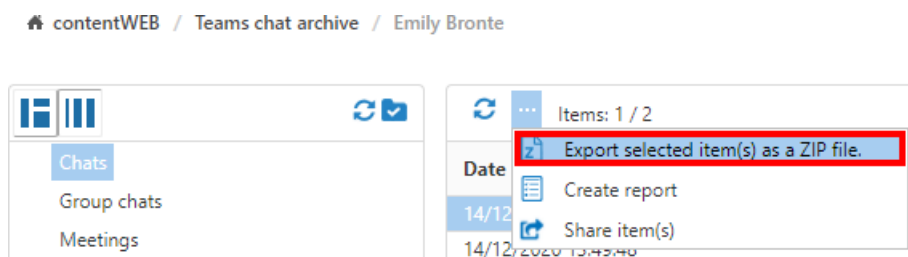 contentWEB / Teams chat archive / Emily Bronte
Items: 1 / 2
Chats
Group chats
Meetings
Export selected item(s) as a ZIP file.
Create report
Share item(s)
Date
14/12
14/12/2020 13:49:48